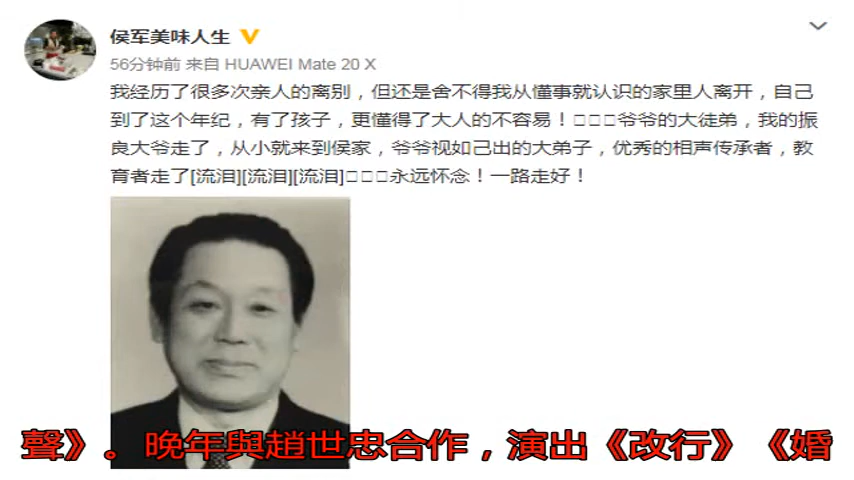 侯军美味人生
56分钟前 来自 HUAWEI Mate 20 X
我经历了很多次亲人的离别，但还是舍不得我从懂事就认识的家里人离开，自己
到了这个年纪，有了孩子，更懂得了大人的不容易！□□□爷爷的大徒弟，我的振
良大爷走了，从小就来到侯家，爷爷视如己出的大弟子，优秀的相声传承者，教
育者走了[流泪][流泪][流泪]□□□永远怀念！一路走好！
聲》。晚年與趙世忠合作，演出《改行》《婚